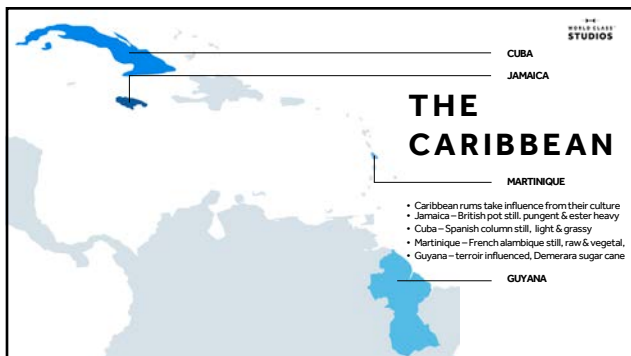 WORLD CLASS
STUDIOS
CUBA
JAMAICA
THE
CARIBBEAN
MARTINIQUE
• Caribbean rums take influence from their culture
• Jamaica – British pot still, pungent & ester heavy
• Cuba – Spanish column still, light & grassy
• Martinique – French alambique still, raw & vegetal,
• Guyana – terroir influenced, Demerara sugar cane
GUYANA